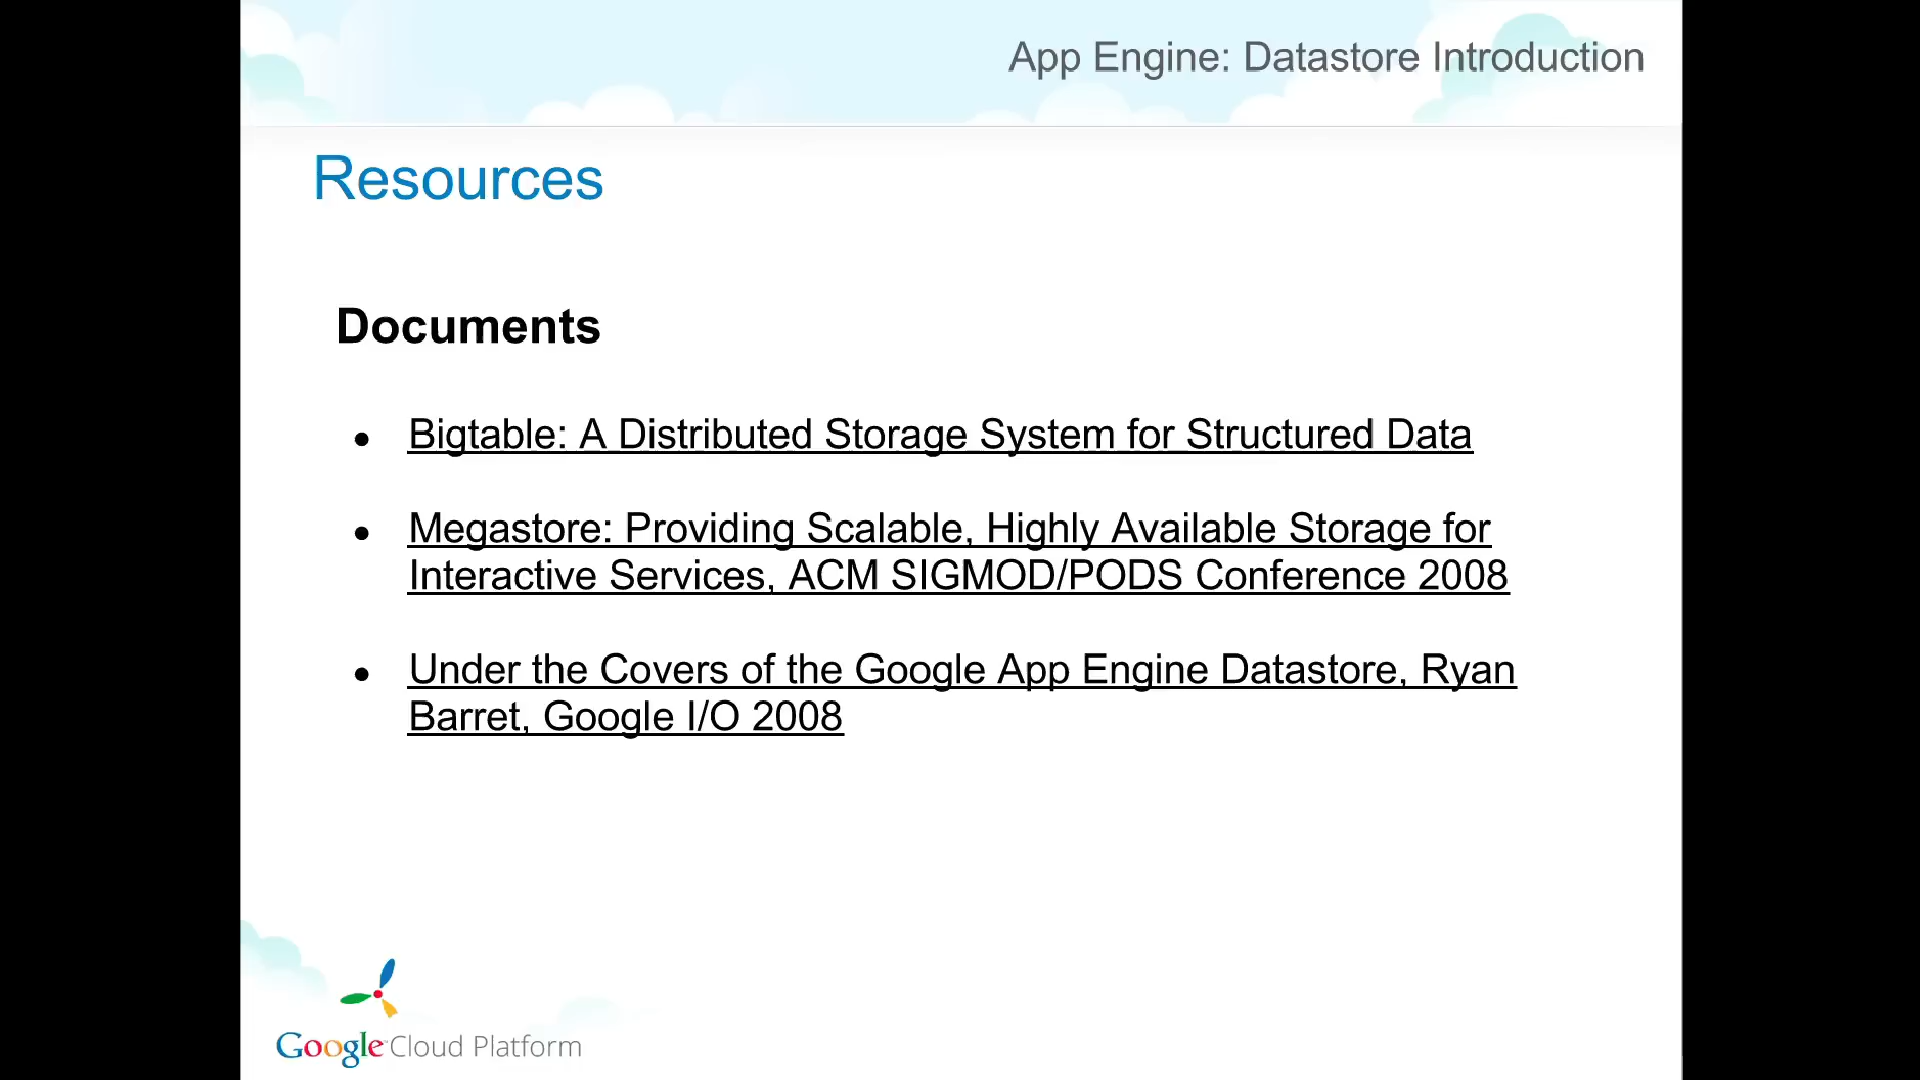 App Engine: Datastore Introduction
Resources
Documents
● Bigtable: A Distributed Storage System for Structured Data
● Megastore: Providing Scalable, Highly Available Storage for
Interactive Services, ACM SIGMOD/PODS Conference 2008
● Under the Covers of the Google App Engine Datastore, Ryan
Barret, Google I/O 2008
Google Cloud Platform